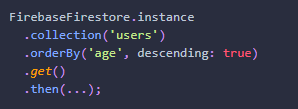 FirebaseFirestore.instance
.collection('users')
.orderBy('age', descending: true)
.get()
.then(...);